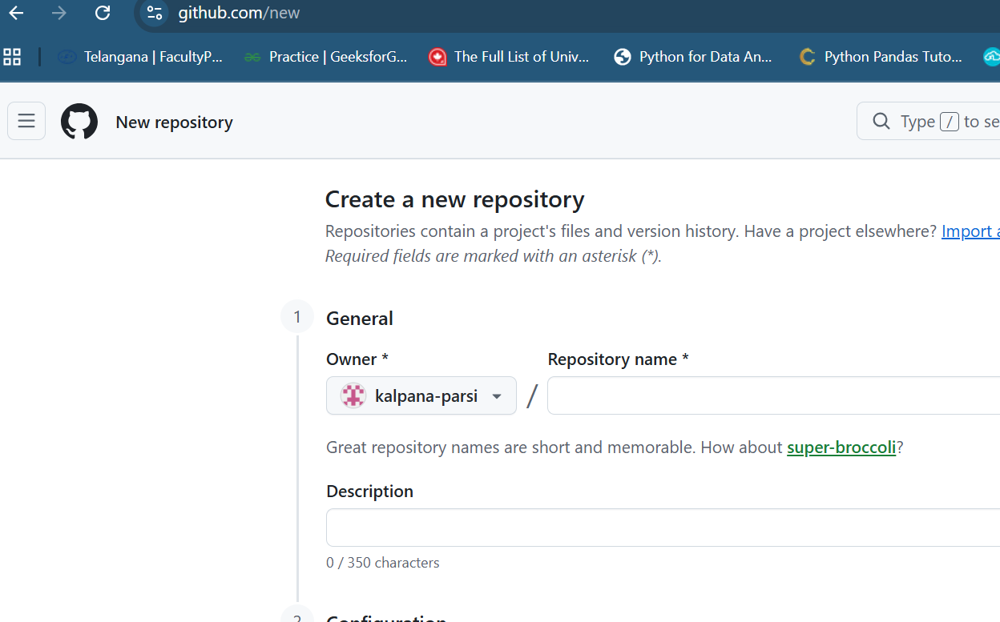 github.com/new
Telangana | FacultyP... Practice | GeeksforG... The Full List of Univ... Python for Data An... Python Pandas Tuto...
New repository
Type / to se
Create a new repository
Repositories contain a project's files and version history. Have a project elsewhere? Import a
Required fields are marked with an asterisk (*).
1 General
Owner * Repository name *
kalpana-parsi /
Great repository names are short and memorable. How about super-broccoli?
Description
0 / 350 characters
2 Configuration